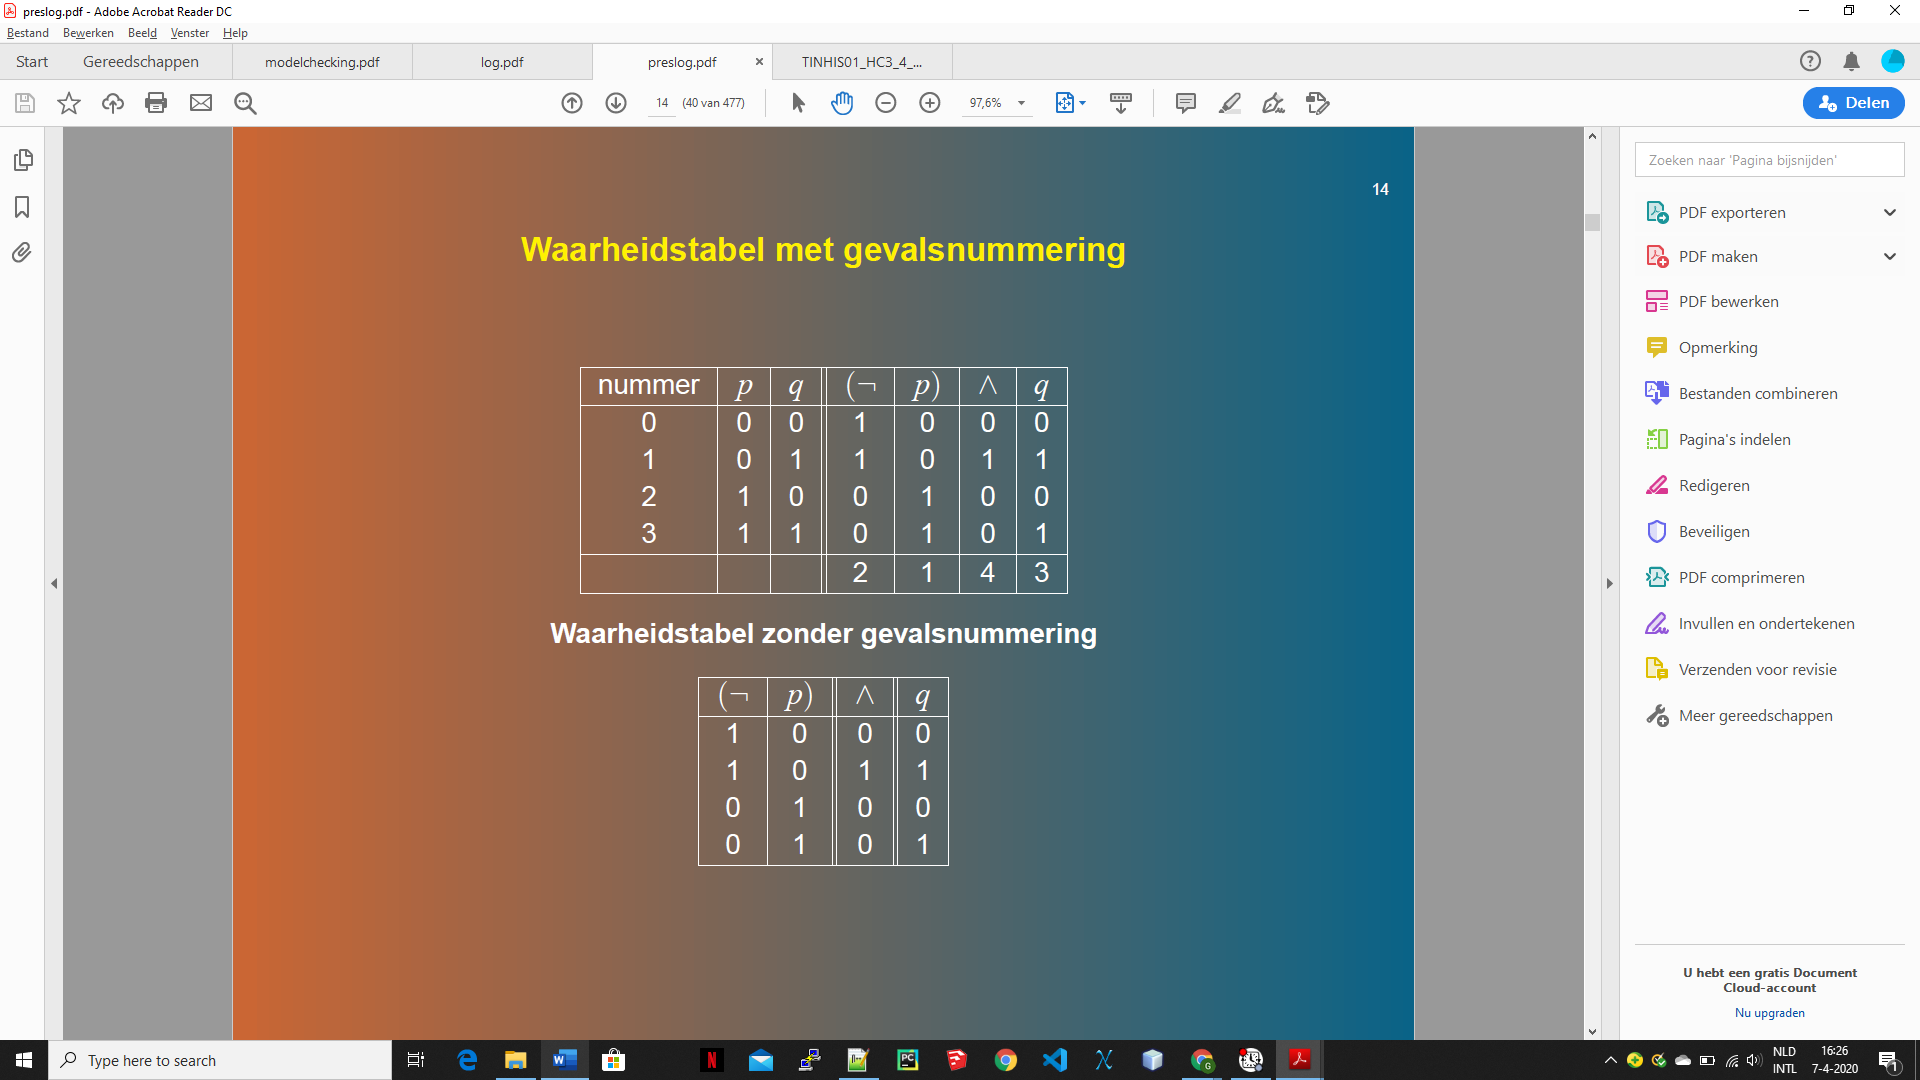 preslog.pdf - Adobe Acrobat Reader DC
Bestand Bewerken Beeld Venster Help
Start Gereedschappen modelchecking.pdf log.pdf preslog.pdf × TINHIS01_HC3_4_...
14 (40 van 477) 97,6% Delen
Zoeken naar 'Pagina bijsnijden'
14
Waarheidstabel met gevalsnummering
nummer p q (¬ p) ∧ q
0 0 0 1 0 0 0
1 0 1 1 0 1 1
2 1 0 0 1 0 0
3 1 1 0 1 0 1
2 1 4 3
Waarheidstabel zonder gevalsnummering
(¬ p) ∧ q
1 0 0 0
1 0 1 1
0 1 0 0
0 1 0 1
PDF exporteren
PDF maken
PDF bewerken
Opmerking
Bestanden combineren
Pagina's indelen
Redigeren
Beveiligen
PDF comprimeren
Invullen en ondertekenen
Verzenden voor revisie
Meer gereedschappen
U hebt een gratis Document
Cloud-account
Nu upgraden
Type here to search
NLD
INTL
16:26
7-4-2020
1